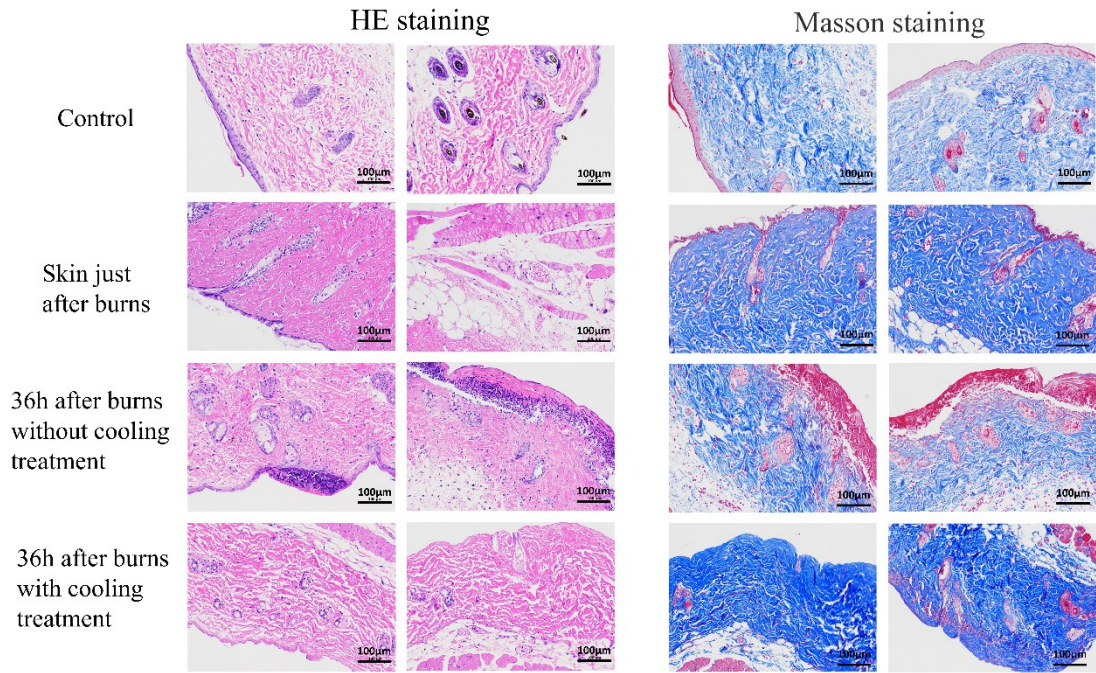 HE staining
Masson staining
Control
100μm
100μm
100μm
100μm
Skin just
after burns
100μm
100μm
100μm
100μm
36h after burns
without cooling
treatment
100μm
100μm
100μm
100μm
36h after burns
with cooling
treatment
100μm
100μm
100μm
100μm